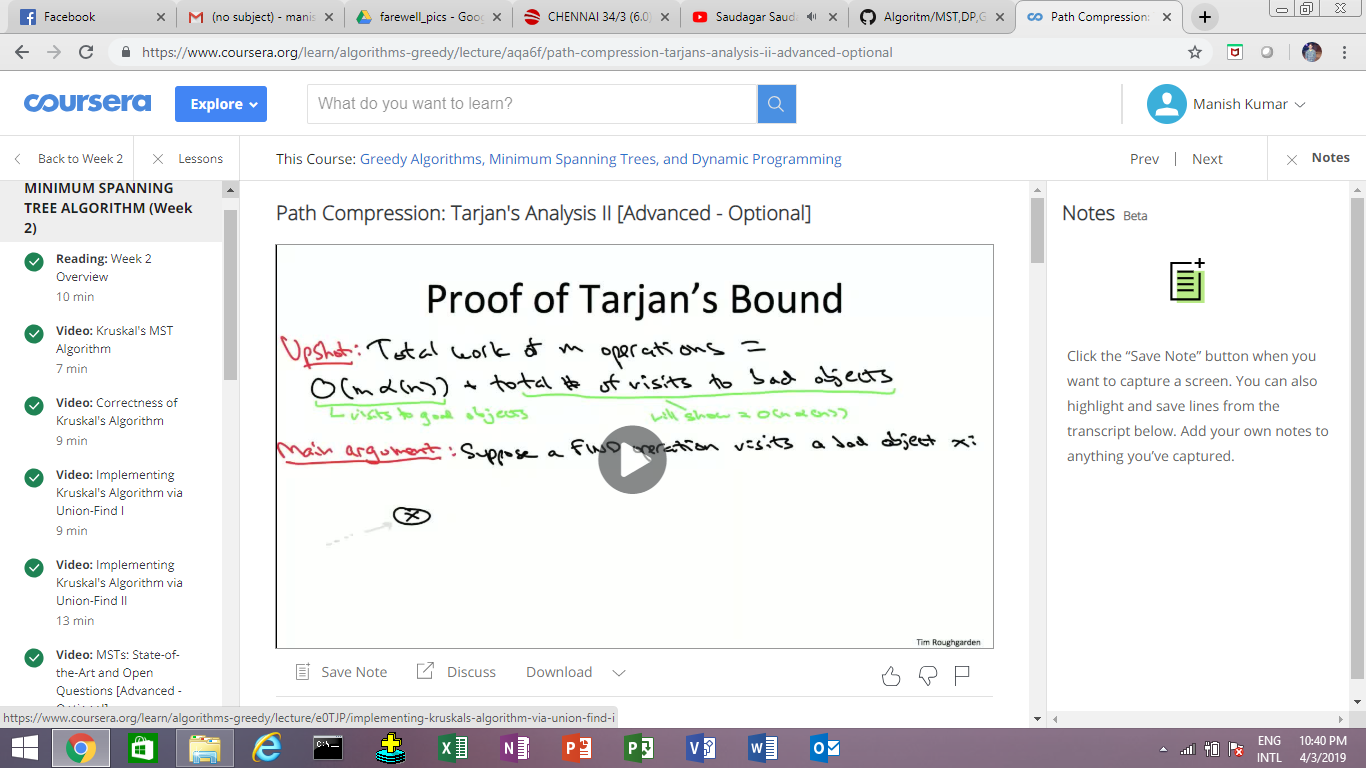 Facebook
(no subject) - manis
farewell_pics - Goog
CHENNAI 34/3 (6.0)
Saudagar Saud
Algoritm/MST,DP,G
Path Compression:
https://www.coursera.org/learn/algorithms-greedy/lecture/aqa6f/path-compression-tarjans-analysis-ii-advanced-optional
coursera
Explore
What do you want to learn?
Manish Kumar
Back to Week 2
Lessons
This Course: Greedy Algorithms, Minimum Spanning Trees, and Dynamic Programming
Prev | Next
Notes
MINIMUM SPANNING
TREE ALGORITHM (Week
2)
Reading: Week 2
Overview
10 min
Video: Kruskal's MST
Algorithm
7 min
Video: Correctness of
Kruskal's Algorithm
9 min
Video: Implementing
Kruskal's Algorithm via
Union-Find I
9 min
Video: Implementing
Kruskal's Algorithm via
Union-Find II
13 min
Video: MSTs: State-of-
the-Art and Open
Questions [Advanced -
Path Compression: Tarjan's Analysis II [Advanced - Optional]
Proof of Tarjan's Bound
Upshot: Total work of m operations =
O(m α(n)) + total # of visits to bad objects
visits to good objects
will show = O(n α(n))
Main argument: Suppose a FIND operation visits a bad object x:
x
Tim Roughgarden
Save Note
Discuss
Download
Notes Beta
Click the “Save Note” button when you
want to capture a screen. You can also
highlight and save lines from the
transcript below. Add your own notes to
anything you’ve captured.
https://www.coursera.org/learn/algorithms-greedy/lecture/e0TJP/implementing-kruskals-algorithm-via-union-find-i
ENG
INTL
10:40 PM
4/3/2019